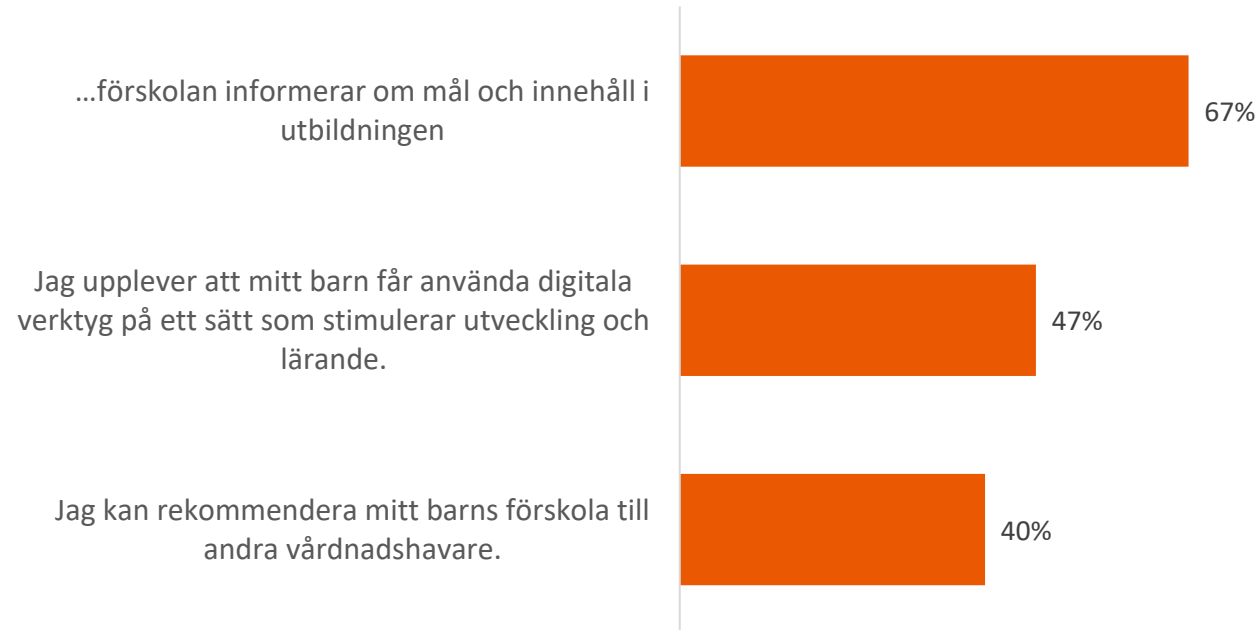 ...förskolan informerar om mål och innehåll i
utbildningen
67%
Jag upplever att mitt barn får använda digitala
verktyg på ett sätt som stimulerar utveckling och
lärande.
47%
Jag kan rekommendera mitt barns förskola till
andra vårdnadshavare.
40%